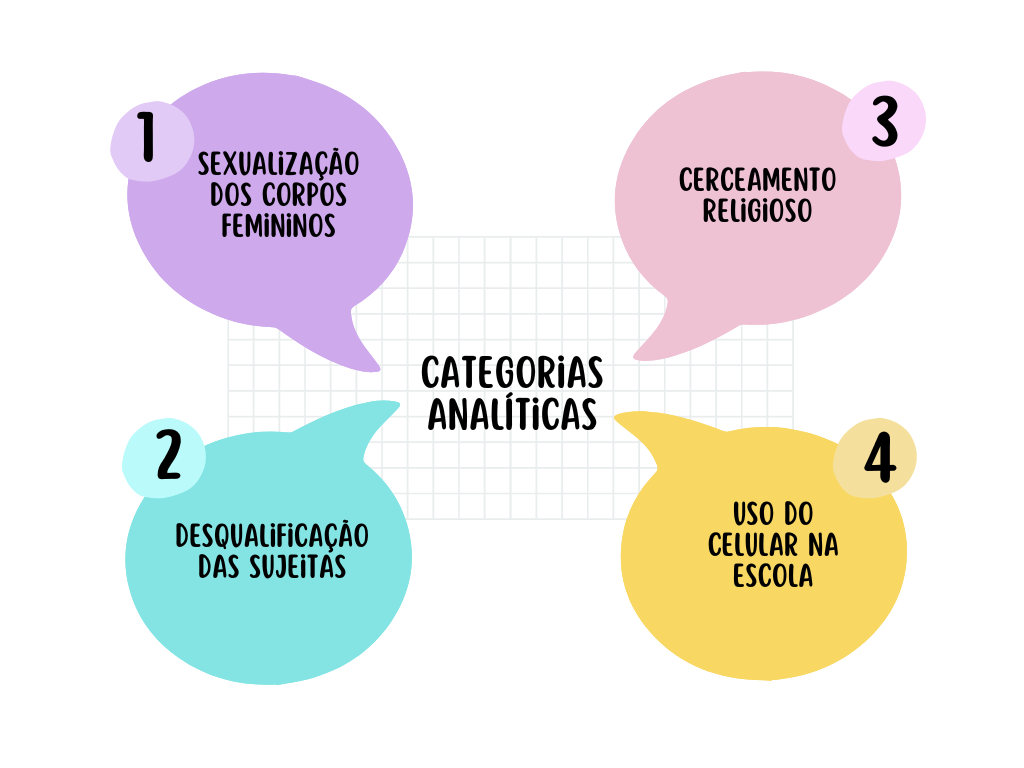 1
SEXUALIZAÇÃO
DOS CORPOS
FEMININOS
2
DESQUALIFICAÇÃO
DAS SUJEITAS
CATEGORIAS
ANALÍTICAS
3
CERCEAMENTO
RELIGIOSO
4
USO DO
CELULAR NA
ESCOLA